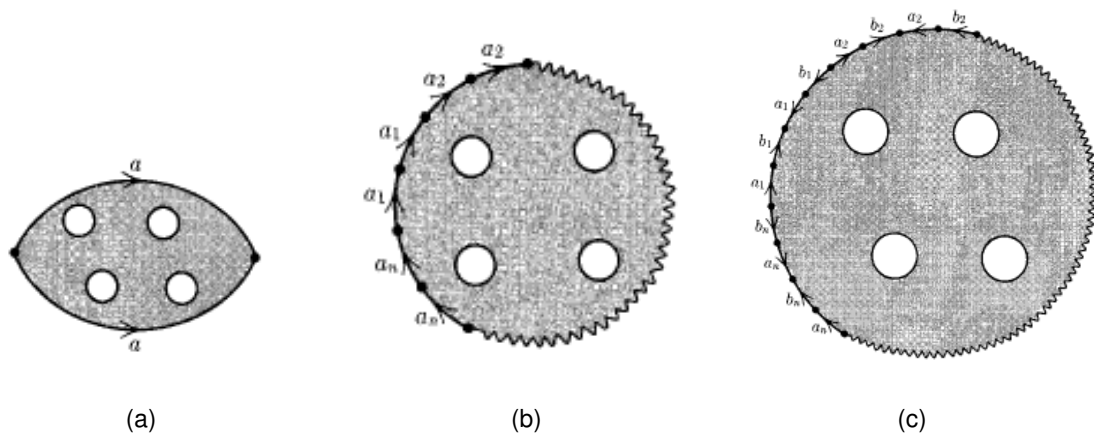 a
a
(a)
a₂
a₂
a₁
a₁
aₙ
aₙ
(b)
b₂
a₂
b₂
a₂
b₁
a₁
b₁
a₁
bₙ
aₙ
bₙ
aₙ
(c)